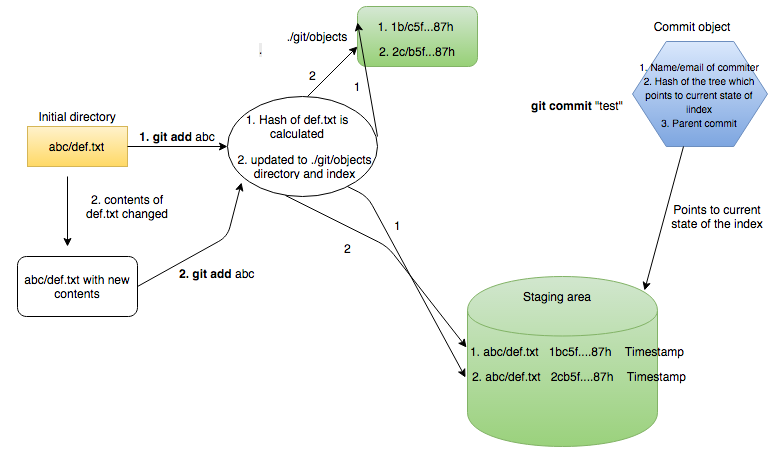 Commit object
./git/objects
1. 1b/c5f...87h
2. 2c/b5f...87h
1. Name/email of commiter
2. Hash of the tree which
points to current state of
iindex
3. Parent commit
git commit "test"
2
1
Initial directory
abc/def.txt
1. git add abc
1. Hash of def.txt is
calculated
2. updated to ./git/objects
directory and index
2. contents of
def.txt changed
1
2
Points to current
state of the index
abc/def.txt with new
contents
2. git add abc
Staging area
1. abc/def.txt 1bc5f....87h Timestamp
2. abc/def.txt 2cb5f....87h Timestamp